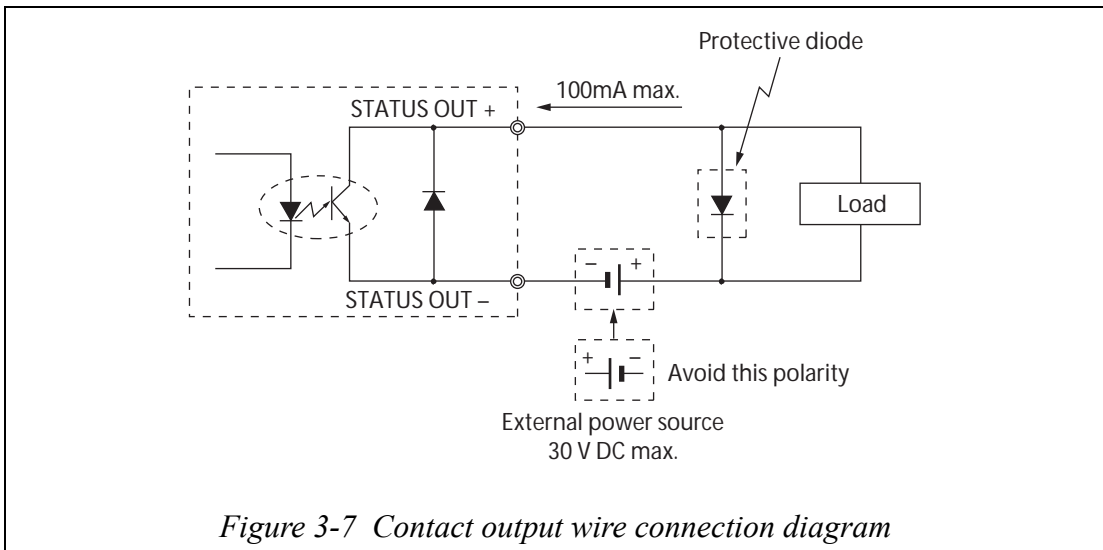 Protective diode
100mA max.
STATUS OUT +
Load
– +
STATUS OUT –
+ –
Avoid this polarity
External power source
30 V DC max.
Figure 3-7 Contact output wire connection diagram